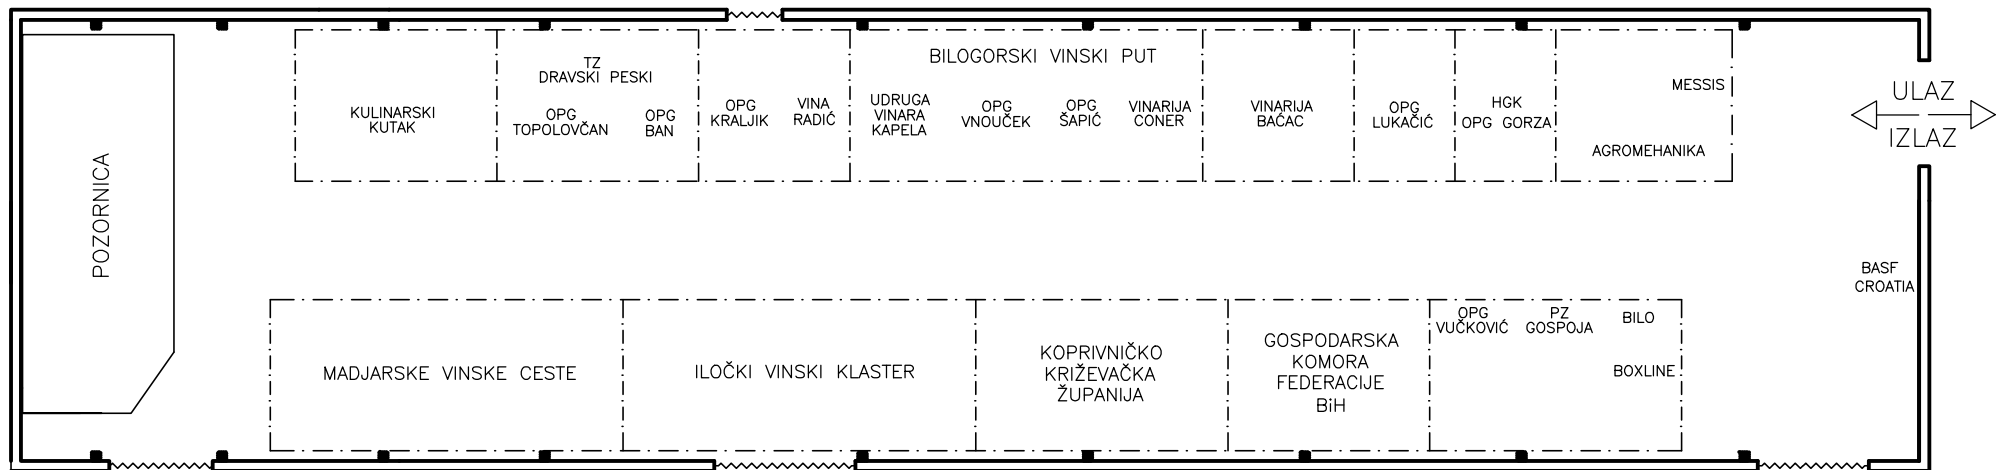 POZORNICA
KULINARSKI
KUTAK
TZ
DRAVSKI PESKI
OPG
TOPOLOVČAN
OPG
BAN
OPG
KRALJIK
VINA
RADIĆ
BILOGORSKI VINSKI PUT
UDRUGA
VINARA
KAPELA
OPG
VNOUČEK
OPG
ŠAPIĆ
VINARIJA
CONER
VINARIJA
BAĆAC
OPG
LUKAČIĆ
HGK
OPG GORZA
MESSIS
AGROMEHANIKA
ULAZ
IZLAZ
BASF
CROATIA
MADJARSKE VINSKE CESTE
ILOČKI VINSKI KLASTER
KOPRIVNIČKO
KRIŽEVAČKA
ŽUPANIJA
GOSPODARSKA
KOMORA
FEDERACIJE
BiH
OPG
VUČKOVIĆ
PZ
GOSPOJA
BILO
BOXLINE